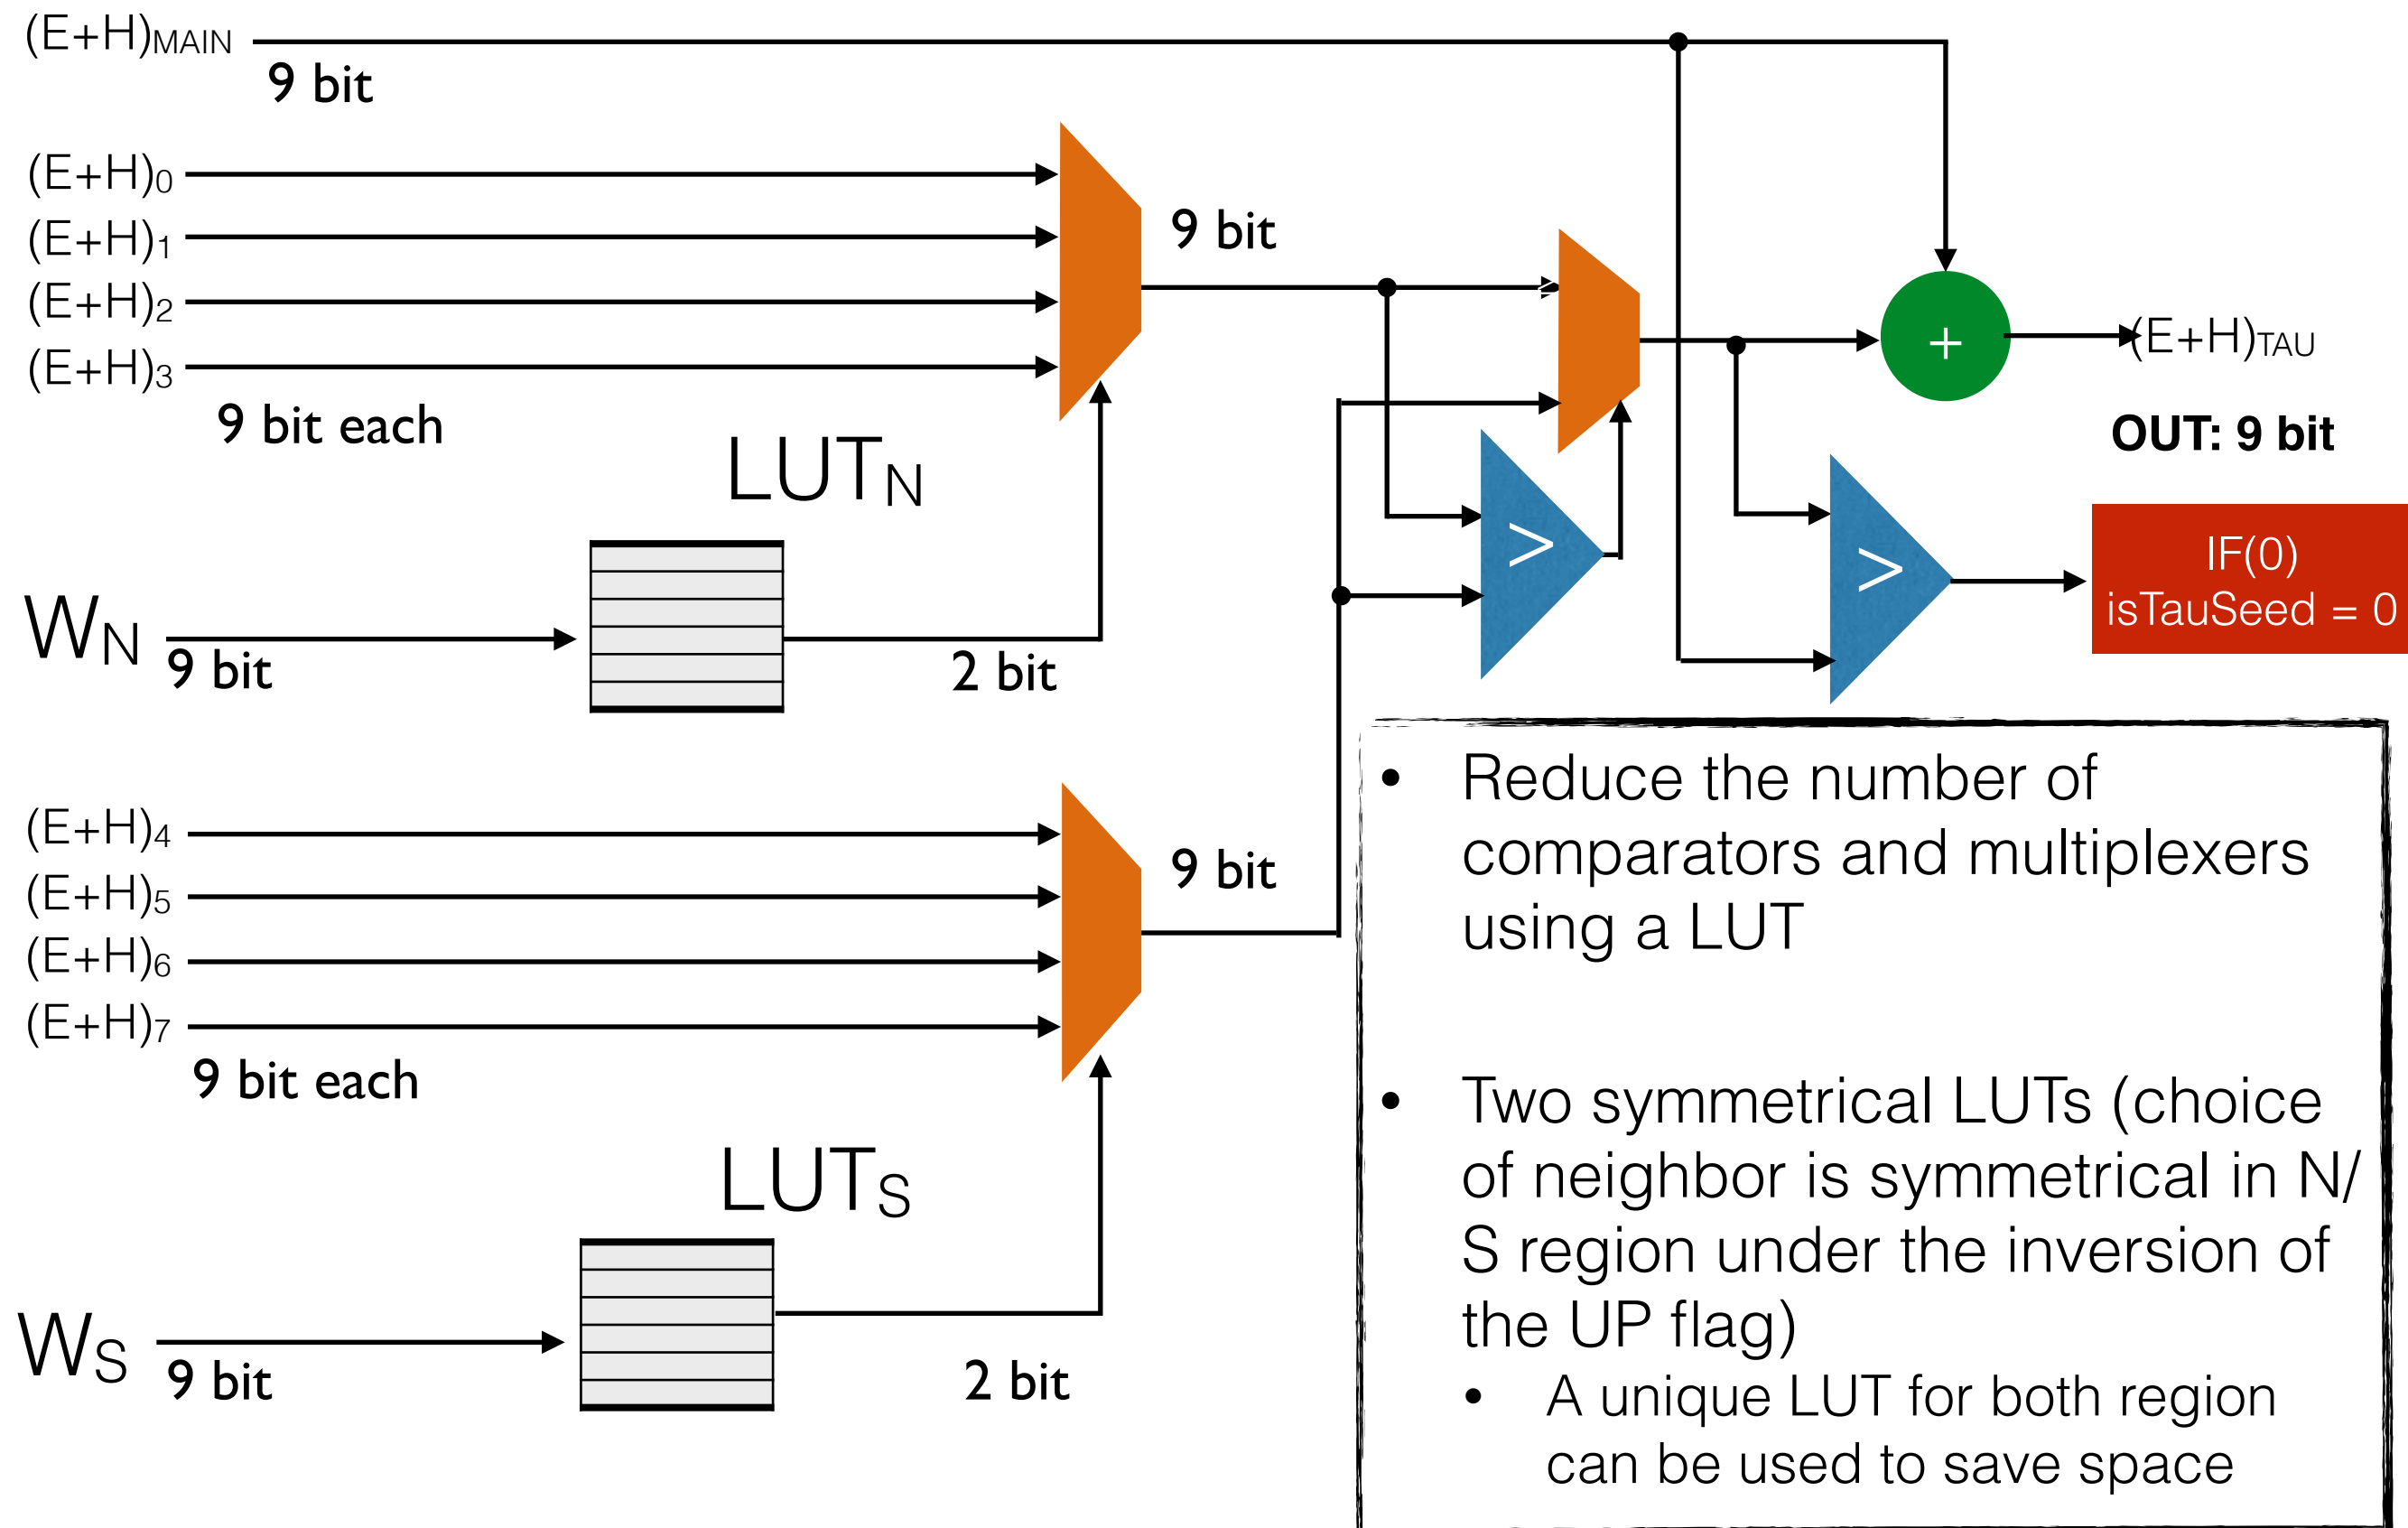 (E+H)MAIN
9 bit
(E+H)0
(E+H)1
(E+H)2
(E+H)3
9 bit each
9 bit
LUTN
WN
9 bit
2 bit
>
>
+
(E+H)TAU
OUT: 9 bit
IF(0)
isTauSeed = 0
(E+H)4
(E+H)5
(E+H)6
(E+H)7
9 bit each
9 bit
LUTS
WS
9 bit
2 bit
• Reduce the number of
comparators and multiplexers
using a LUT
• Two symmetrical LUTs (choice
of neighbor is symmetrical in N/
S region under the inversion of
the UP flag)
• A unique LUT for both region
can be used to save space